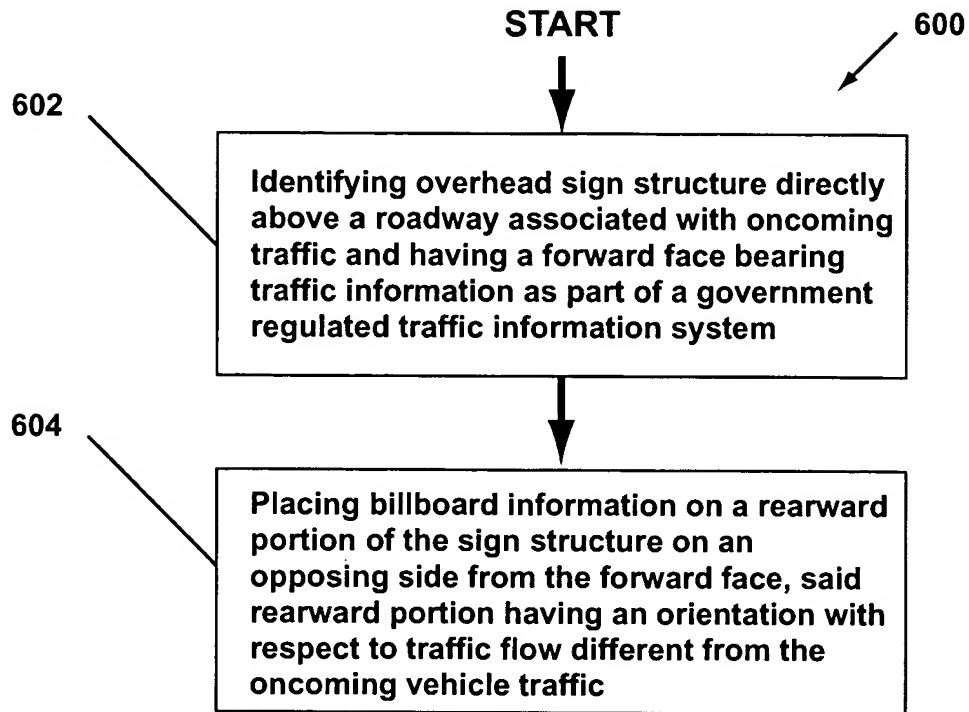 START
600
602
Identifying overhead sign structure directly
above a roadway associated with oncoming
traffic and having a forward face bearing
traffic information as part of a government
regulated traffic information system
604
Placing billboard information on a rearward
portion of the sign structure on an
opposing side from the forward face, said
rearward portion having an orientation with
respect to traffic flow different from the
oncoming vehicle traffic